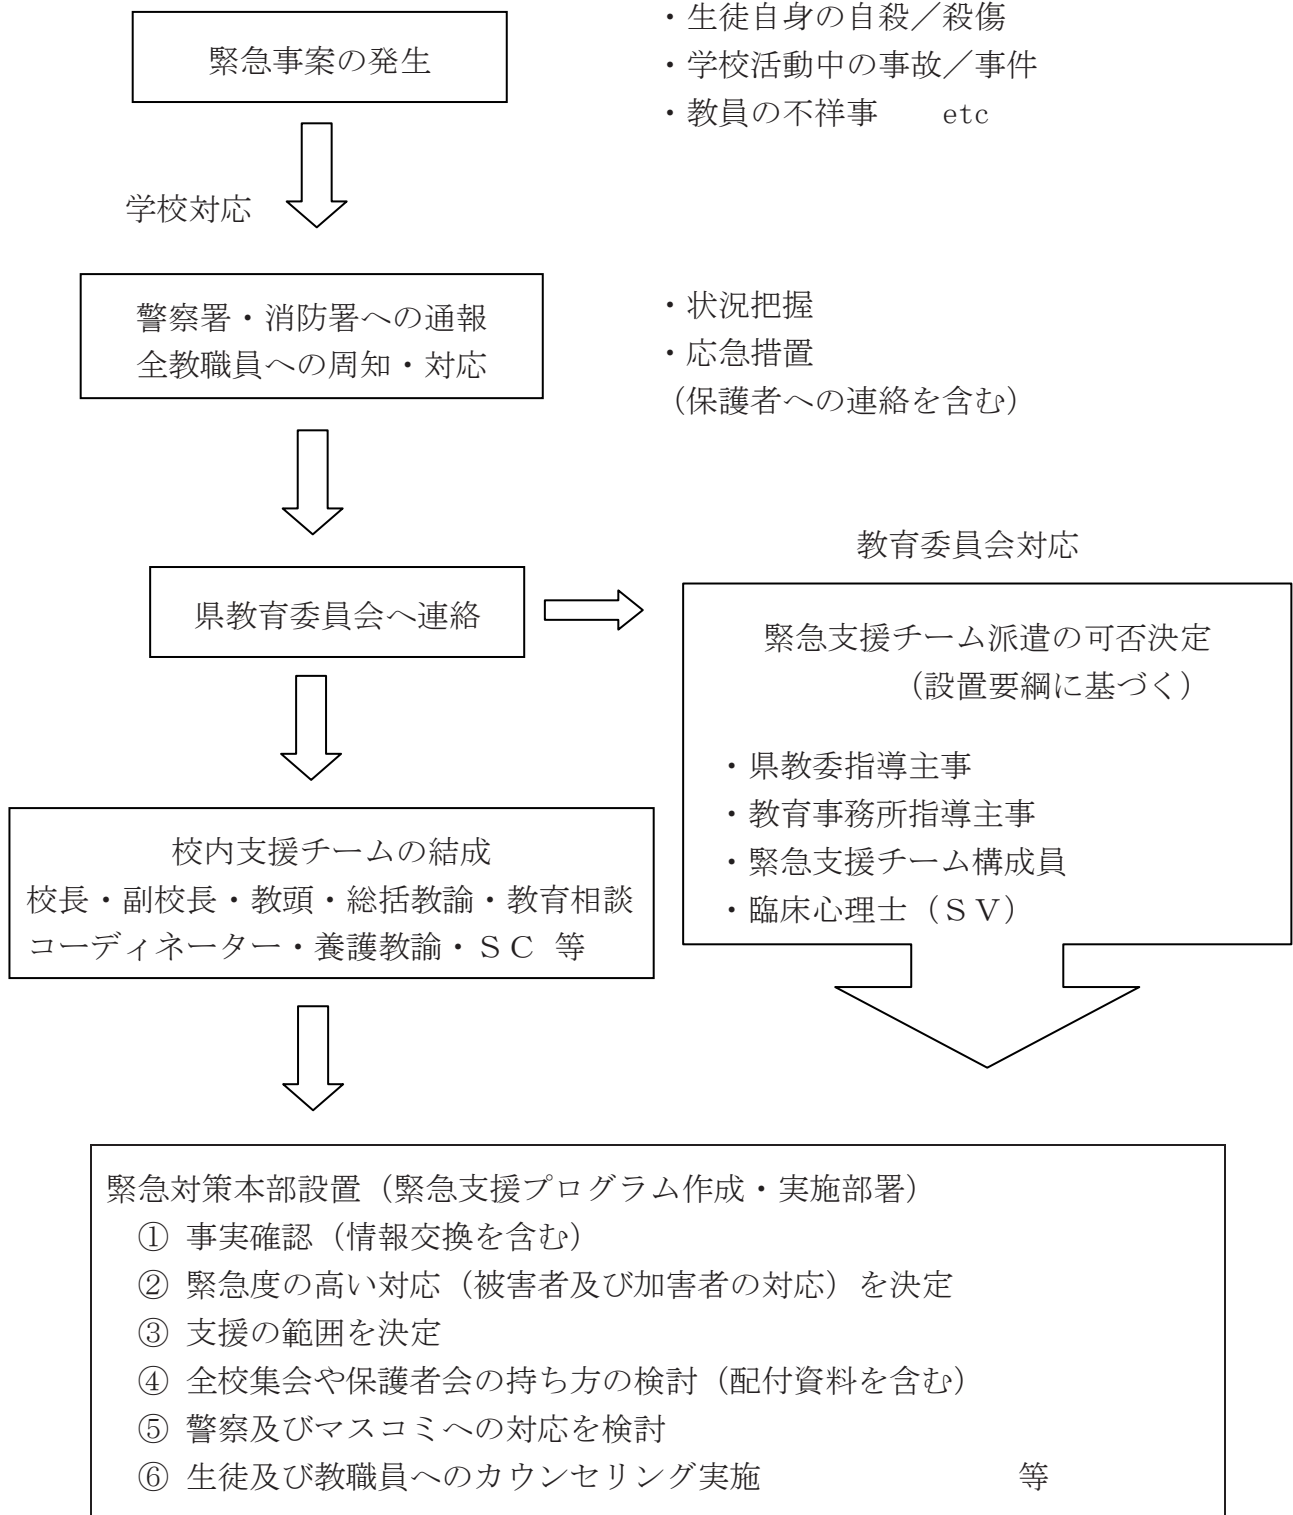 ・生徒自身の自殺／殺傷
緊急事案の発生
・学校活動中の事故／事件
・教員の不祥事　　etc
学校対応
警察署・消防署への通報
全教職員への周知・対応
・状況把握
・応急措置
（保護者への連絡を含む）
県教育委員会へ連絡
教育委員会対応
緊急支援チーム派遣の可否決定
（設置要綱に基づく）
・県教委指導主事
・教育事務所指導主事
・緊急支援チーム構成員
・臨床心理士（ＳＶ）
校内支援チームの結成
校長・副校長・教頭・総括教諭・教育相談
コーディネーター・養護教諭・ＳＣ 等
緊急対策本部設置（緊急支援プログラム作成・実施部署）
① 事実確認（情報交換を含む）
② 緊急度の高い対応（被害者及び加害者の対応）を決定
③ 支援の範囲を決定
④ 全校集会や保護者会の持ち方の検討（配付資料を含む）
⑤ 警察及びマスコミへの対応を検討
⑥ 生徒及び教職員へのカウンセリング実施　　　　　　　　等